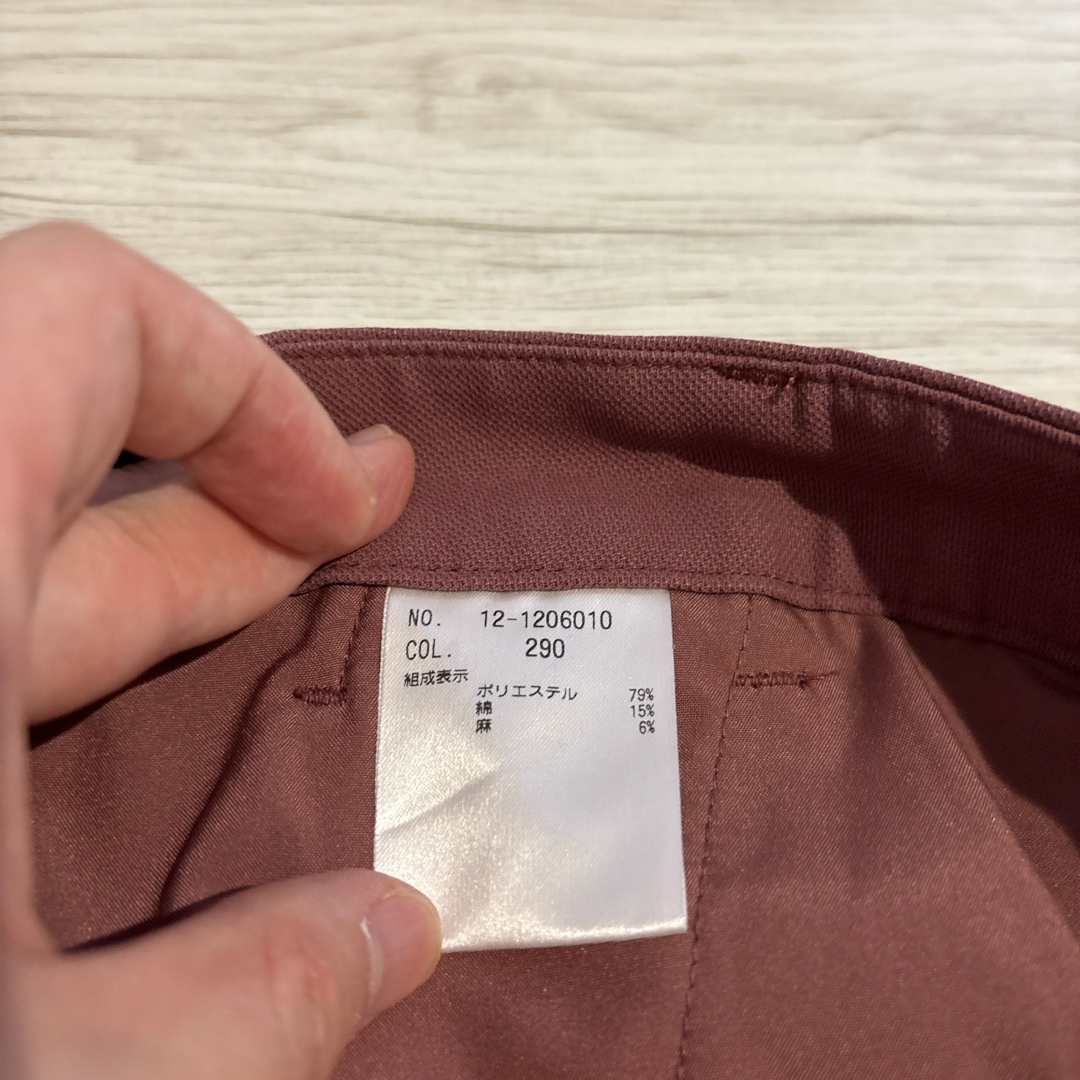 NO. 12-1206010
COL. 290
組成表示
ポリエステル 79%
綿 15%
麻 6%